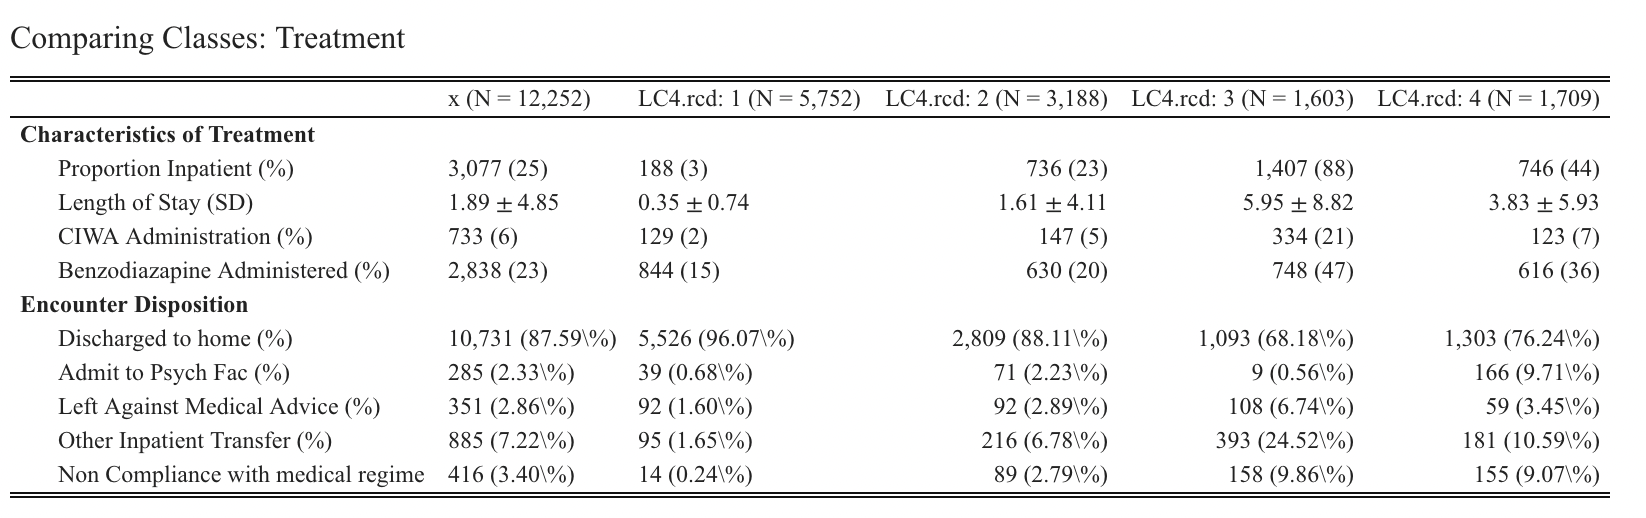 Comparing Classes: Treatment
x (N = 12,252) LC4.rcd: 1 (N = 5,752) LC4.rcd: 2 (N = 3,188) LC4.rcd: 3 (N = 1,603) LC4.rcd: 4 (N = 1,709)
Characteristics of Treatment
Proportion Inpatient (%) 3,077 (25) 188 (3) 736 (23) 1,407 (88) 746 (44)
Length of Stay (SD) 1.89 ± 4.85 0.35 ± 0.74 1.61 ± 4.11 5.95 ± 8.82 3.83 ± 5.93
CIWA Administration (%) 733 (6) 129 (2) 147 (5) 334 (21) 123 (7)
Benzodiazapine Administered (%) 2,838 (23) 844 (15) 630 (20) 748 (47) 616 (36)
Encounter Disposition
Discharged to home (%) 10,731 (87.59\%) 5,526 (96.07\%) 2,809 (88.11\%) 1,093 (68.18\%) 1,303 (76.24\%)
Admit to Psych Fac (%) 285 (2.33\%) 39 (0.68\%) 71 (2.23\%) 9 (0.56\%) 166 (9.71\%)
Left Against Medical Advice (%) 351 (2.86\%) 92 (1.60\%) 92 (2.89\%) 108 (6.74\%) 59 (3.45\%)
Other Inpatient Transfer (%) 885 (7.22\%) 95 (1.65\%) 216 (6.78\%) 393 (24.52\%) 181 (10.59\%)
Non Compliance with medical regime 416 (3.40\%) 14 (0.24\%) 89 (2.79\%) 158 (9.86\%) 155 (9.07\%)